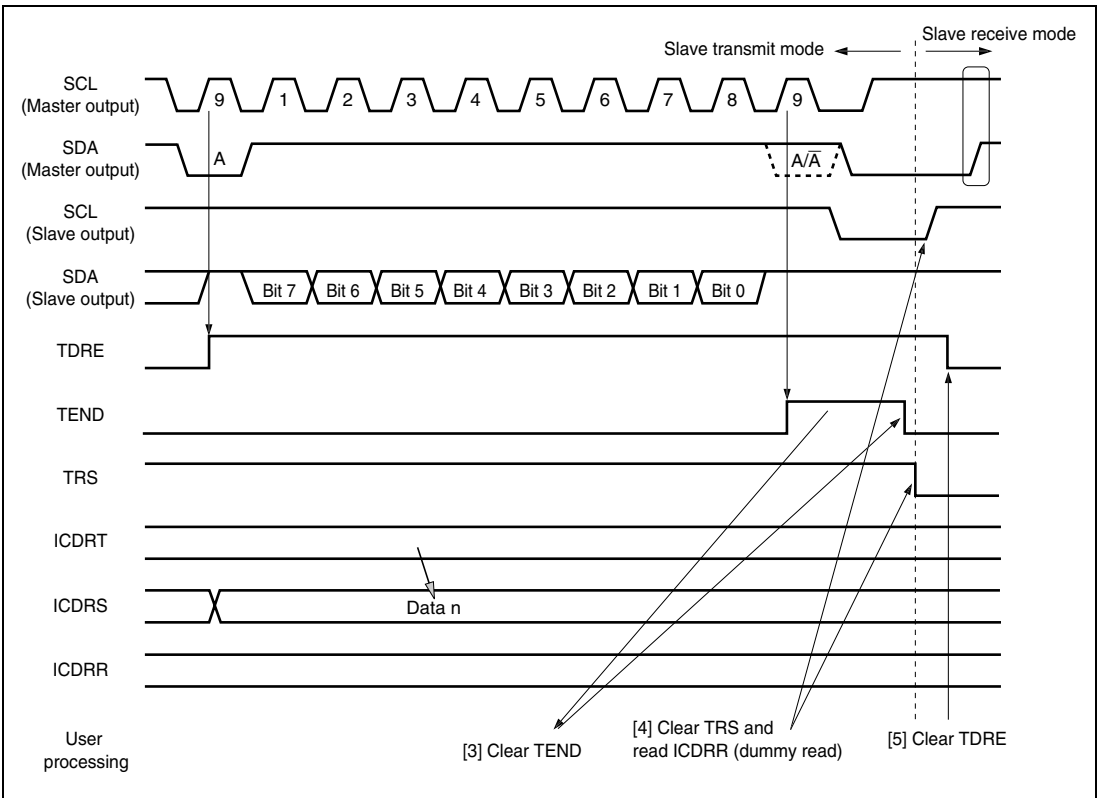 Slave transmit mode
Slave receive mode
SCL
(Master output)
9 1 2 3 4 5 6 7 8 9
SDA
(Master output)
A
A/A̅
SCL
(Slave output)
SDA
(Slave output)
Bit 7 Bit 6 Bit 5 Bit 4 Bit 3 Bit 2 Bit 1 Bit 0
TDRE
TEND
TRS
ICDRT
ICDRS
Data n
ICDRR
User
processing
[3] Clear TEND
[4] Clear TRS and
read ICDRR (dummy read)
[5] Clear TDRE